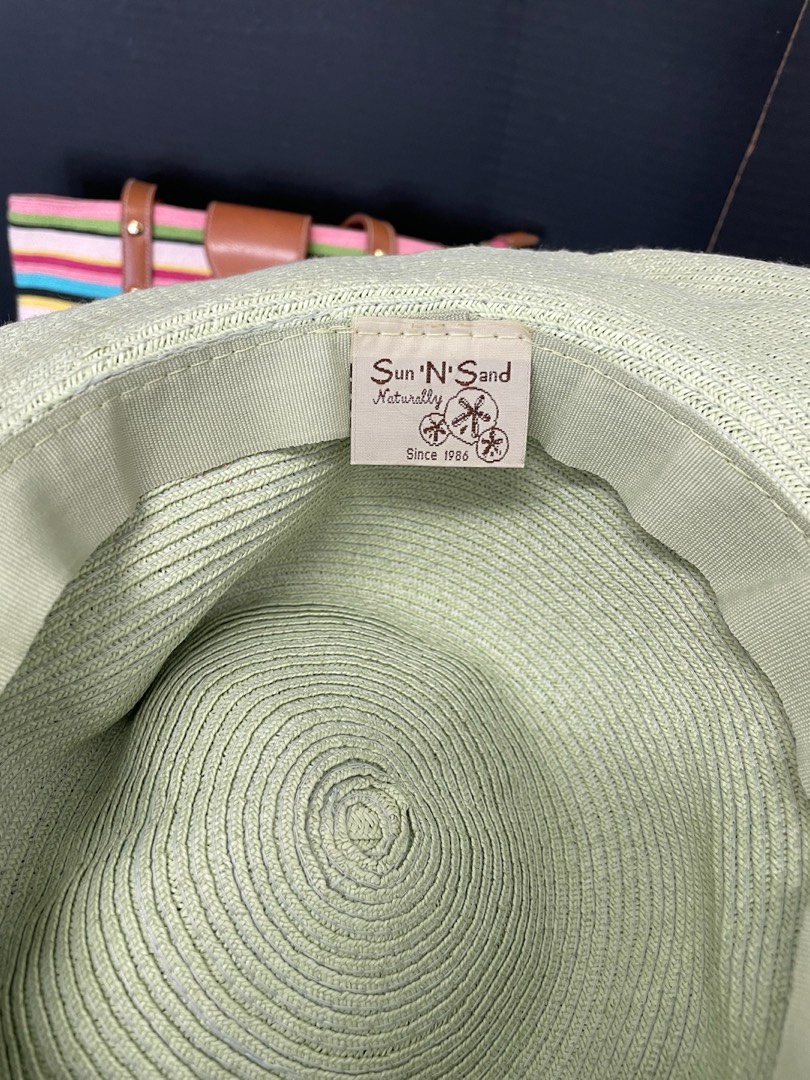 Sun 'N' Sand
Naturally
Since 1986